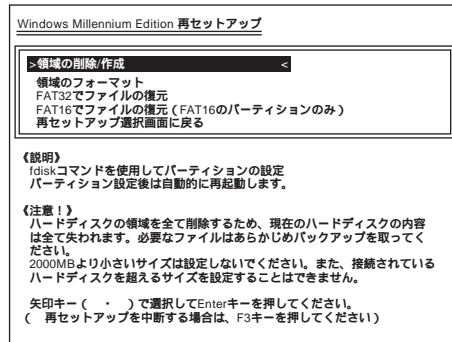 Windows Millennium Edition 再セットアップ
>領域の削除/作成 <
領域のフォーマット
FAT32でファイルの復元
FAT16でファイルの復元(FAT16のパーティションのみ)
再セットアップ選択画面に戻る
《説明》
fdiskコマンドを使用してパーティションの設定
パーティション設定後は自動的に再起動します。
《注意!》
ハードディスクの領域を全て削除するため、現在のハードディスクの内容
は全て失われます。必要なファイルはあらかじめバックアップを取ってく
ださい。
2000MBより小さいサイズは設定しないでください。また、接続されている
ハードディスクを超えるサイズを設定することはできません。
矢印キー( ・ )で選択してEnterキーを押してください。
( 再セットアップを中断する場合は、F3キーを押してください)